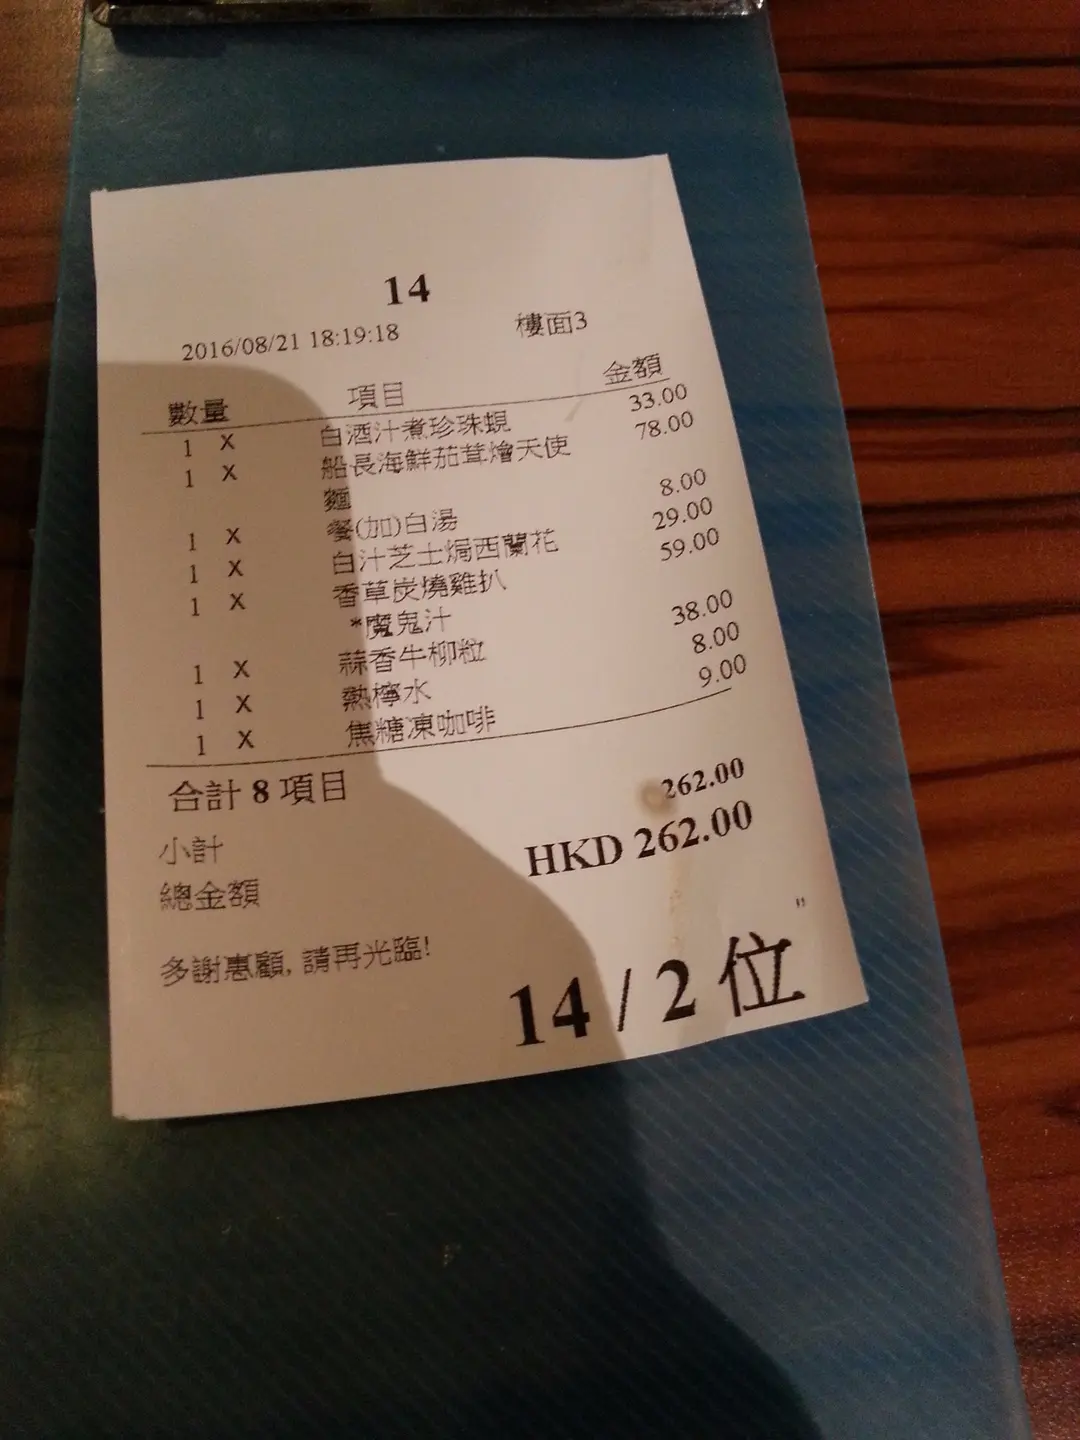 14
2016/08/21 18:19:18 樓面3
數量 項目 金額
1 X 白酒汁煮珍珠蜆 33.00
1 X 船長海鮮茄茸燴天使 78.00
麵
1 X 餐(加)白湯 8.00
1 X 白汁芝士焗西蘭花 29.00
1 X 香草炭燒雞扒 59.00
*魔鬼汁
1 X 蒜香牛柳粒 38.00
1 X 熱檸水 8.00
1 X 焦糖凍咖啡 9.00
合計 8 項目
小計 262.00
總金額 HKD 262.00
多謝惠顧, 請再光臨!
"
14 / 2 位